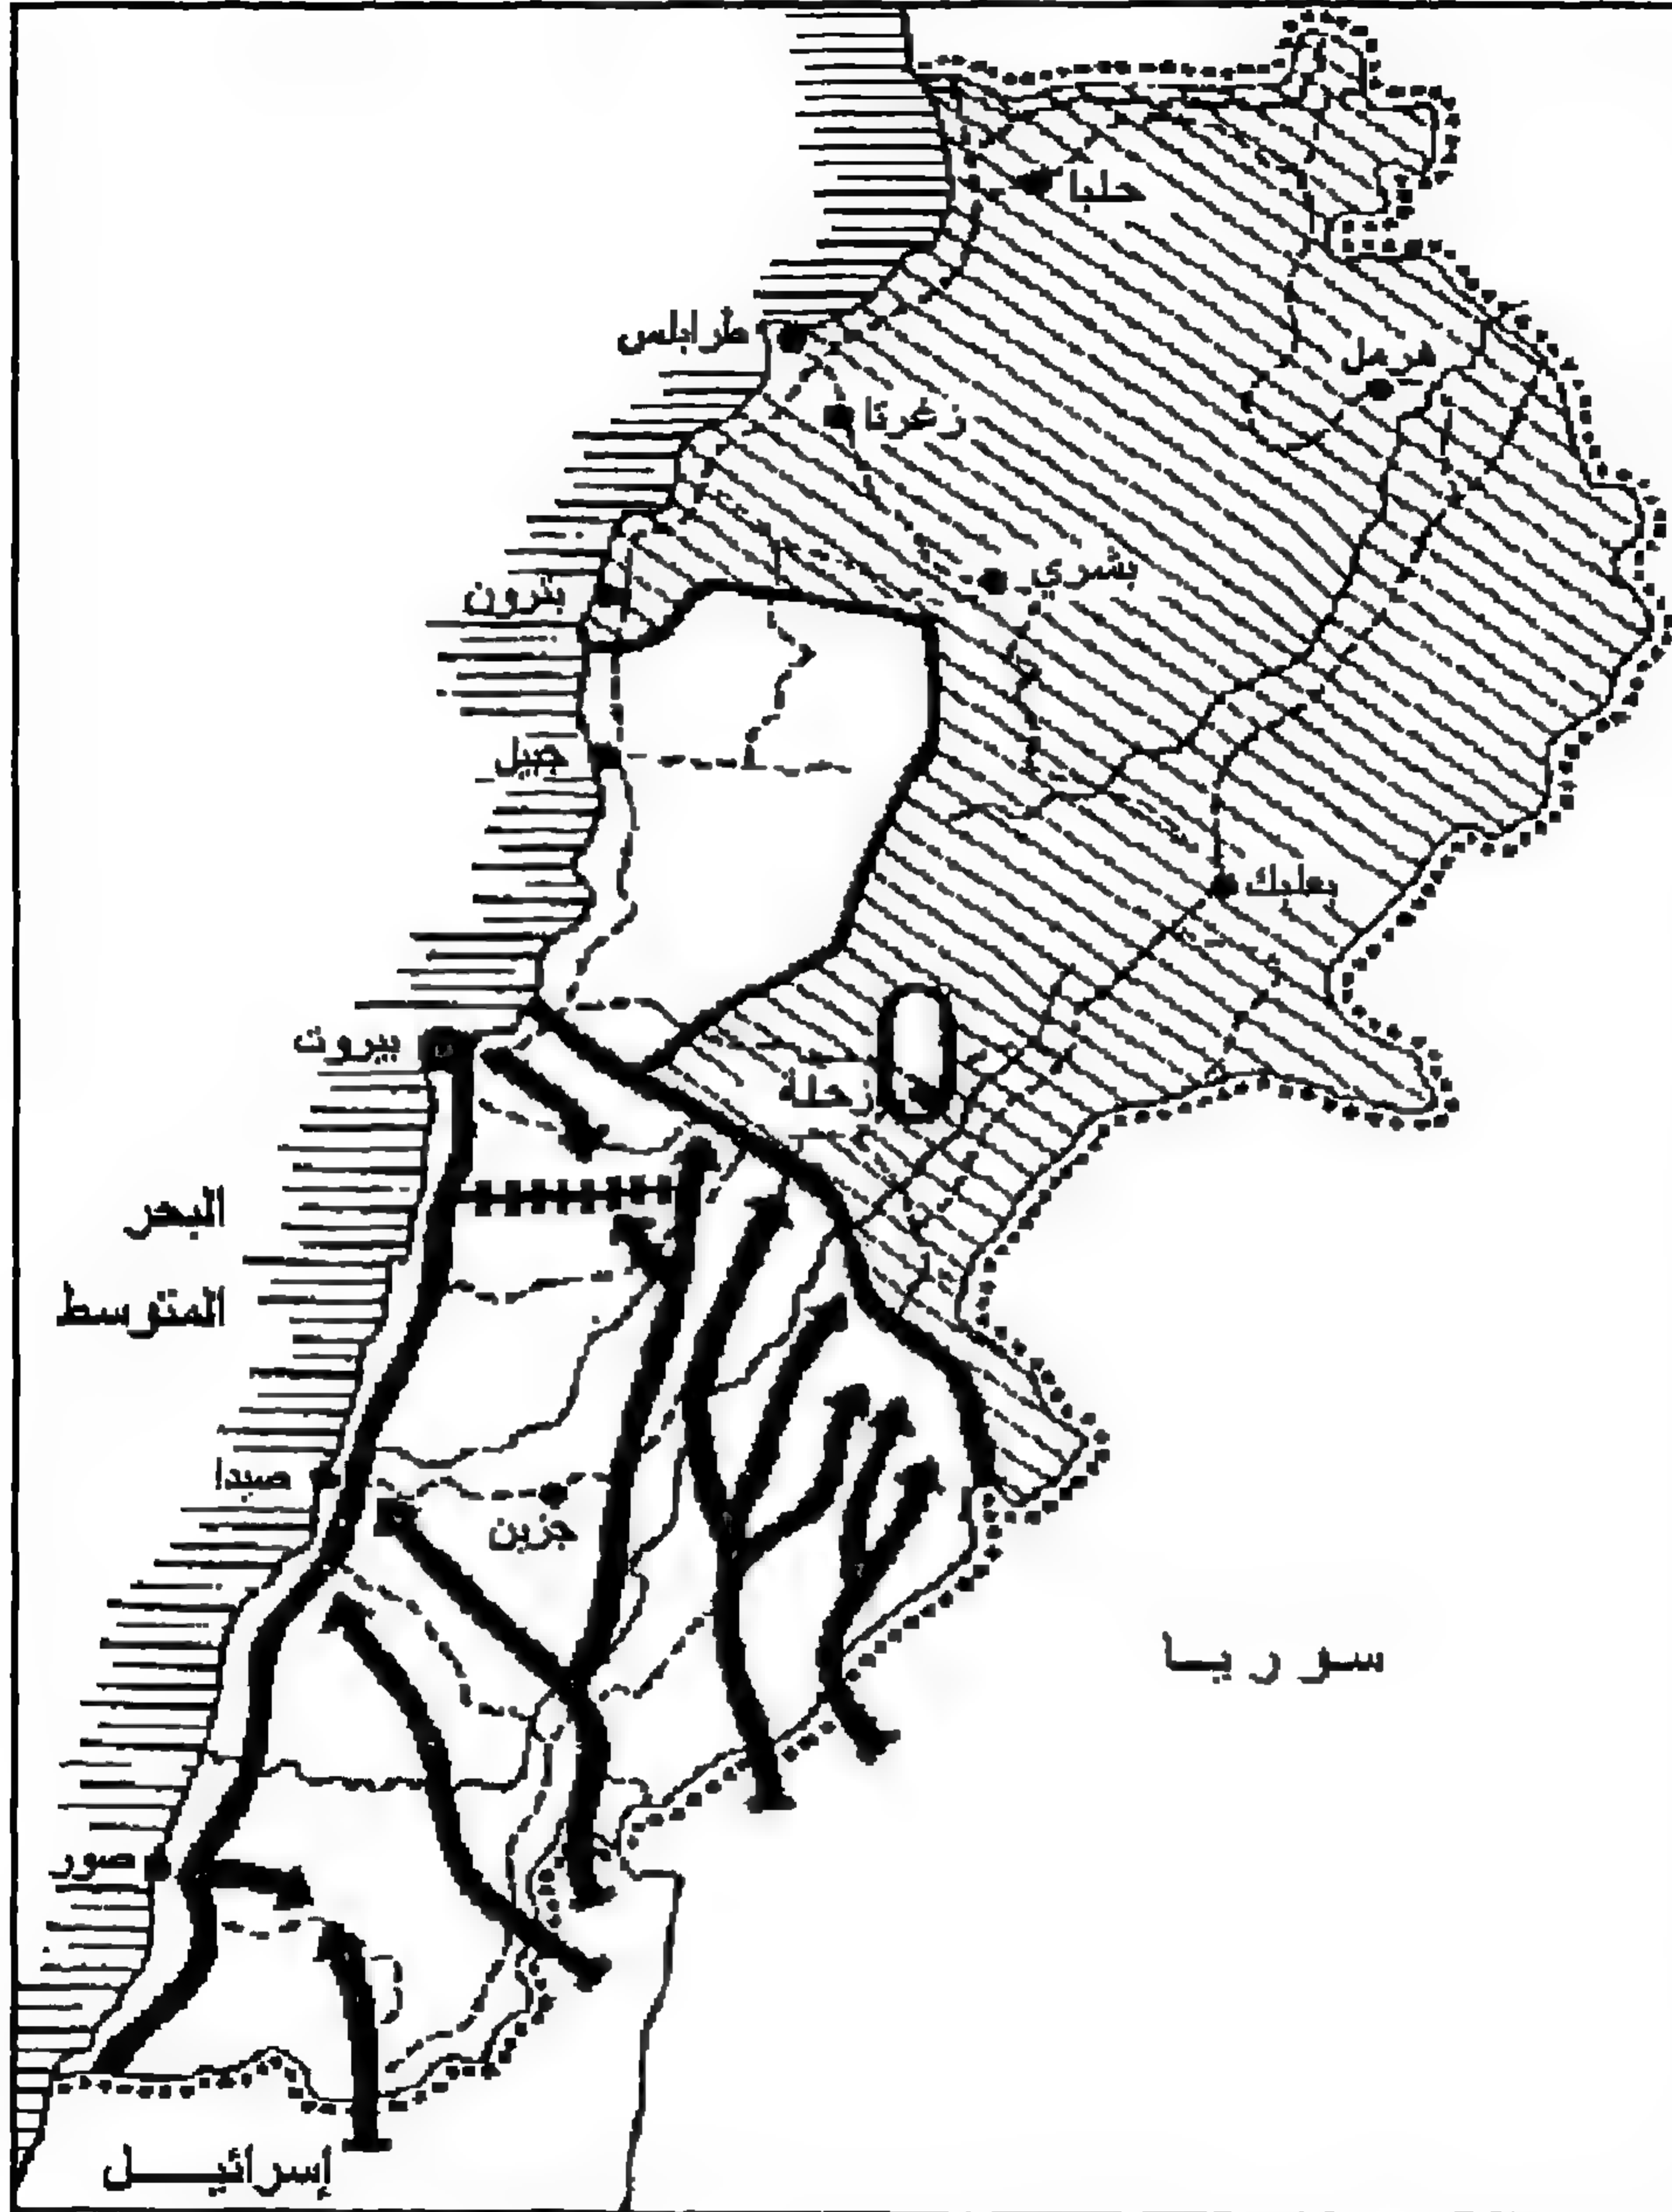 حلبا
طرابلس
هرمل
زغرتا
بشري
بترون
جبيل
بعلبك
بيروت
زحلة
البحر
المتوسط
صيدا
جزين
سوريا
صور
إسرائيل